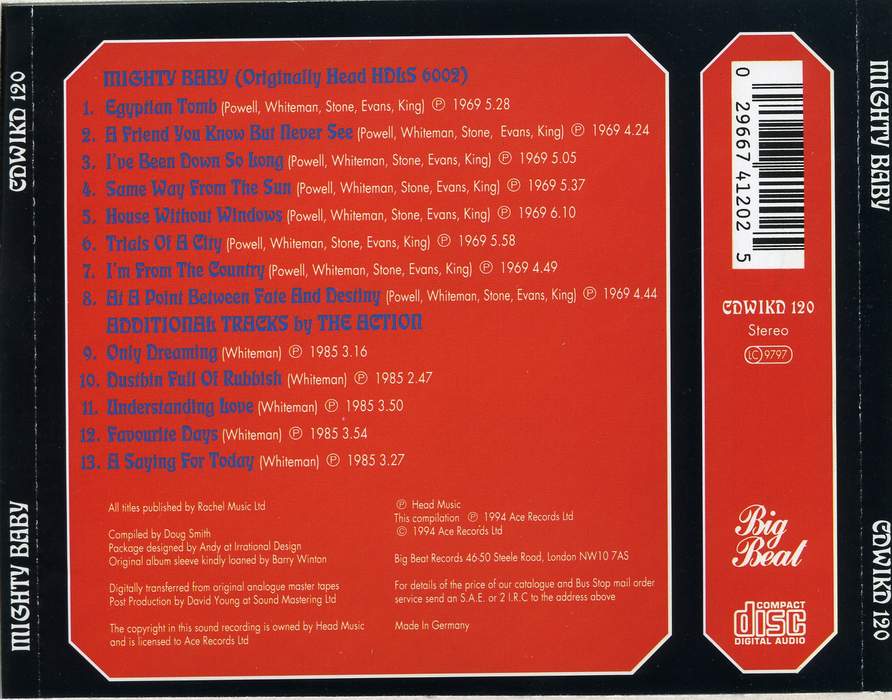 MIGHTY BABY CDWIKD 120
MIGHTY BABY (Originally Head HDLS 6002)
1. Egyptian Tomb (Powell, Whiteman, Stone, Evans, King) ℗ 1969 5.28
2. A Friend You Know But Never See (Powell, Whiteman, Stone, Evans, King) ℗ 1969 4.24
3. I've Been Down So Long (Powell, Whiteman, Stone, Evans, King) ℗ 1969 5.05
4. Same Way From The Sun (Powell, Whiteman, Stone, Evans, King) ℗ 1969 5.37
5. House Without Windows (Powell, Whiteman, Stone, Evans, King) ℗ 1969 6.10
6. Trials Of A City (Powell, Whiteman, Stone, Evans, King) ℗ 1969 5.58
7. I'm From The Country (Powell, Whiteman, Stone, Evans, King) ℗ 1969 4.49
8. At A Point Between Fate And Destiny (Powell, Whiteman, Stone, Evans, King) ℗ 1969 4.44
ADDITIONAL TRACKS by THE ACTION
9. Only Dreaming (Whiteman) ℗ 1985 3.16
10. Dustbin Full Of Rubbish (Whiteman) ℗ 1985 2.47
11. Understanding Love (Whiteman) ℗ 1985 3.50
12. Favourite Days (Whiteman) ℗ 1985 3.54
13. A Saying For Today (Whiteman) ℗ 1985 3.27
All titles published by Rachel Music Ltd
Compiled by Doug Smith
Package designed by Andy at Irrational Design
Original album sleeve kindly loaned by Barry Winton
Digitally transferred from original analogue master tapes
Post Production by David Young at Sound Mastering Ltd
The copyright in this sound recording is owned by Head Music
and is licensed to Ace Records Ltd
℗ Head Music
This compilation ℗ 1994 Ace Records Ltd
© 1994 Ace Records Ltd
Big Beat Records 46-50 Steele Road, London NW10 7AS
For details of the price of our catalogue and Bus Stop mail order
service send an S.A.E. or 2 I.R.C to the address above
Made In Germany
0 29667 41202 5
CDWIKD 120
Stereo
LC 9797
Big
Beat
COMPACT
disc
DIGITAL AUDIO
MIGHTY BABY CDWIKD 120